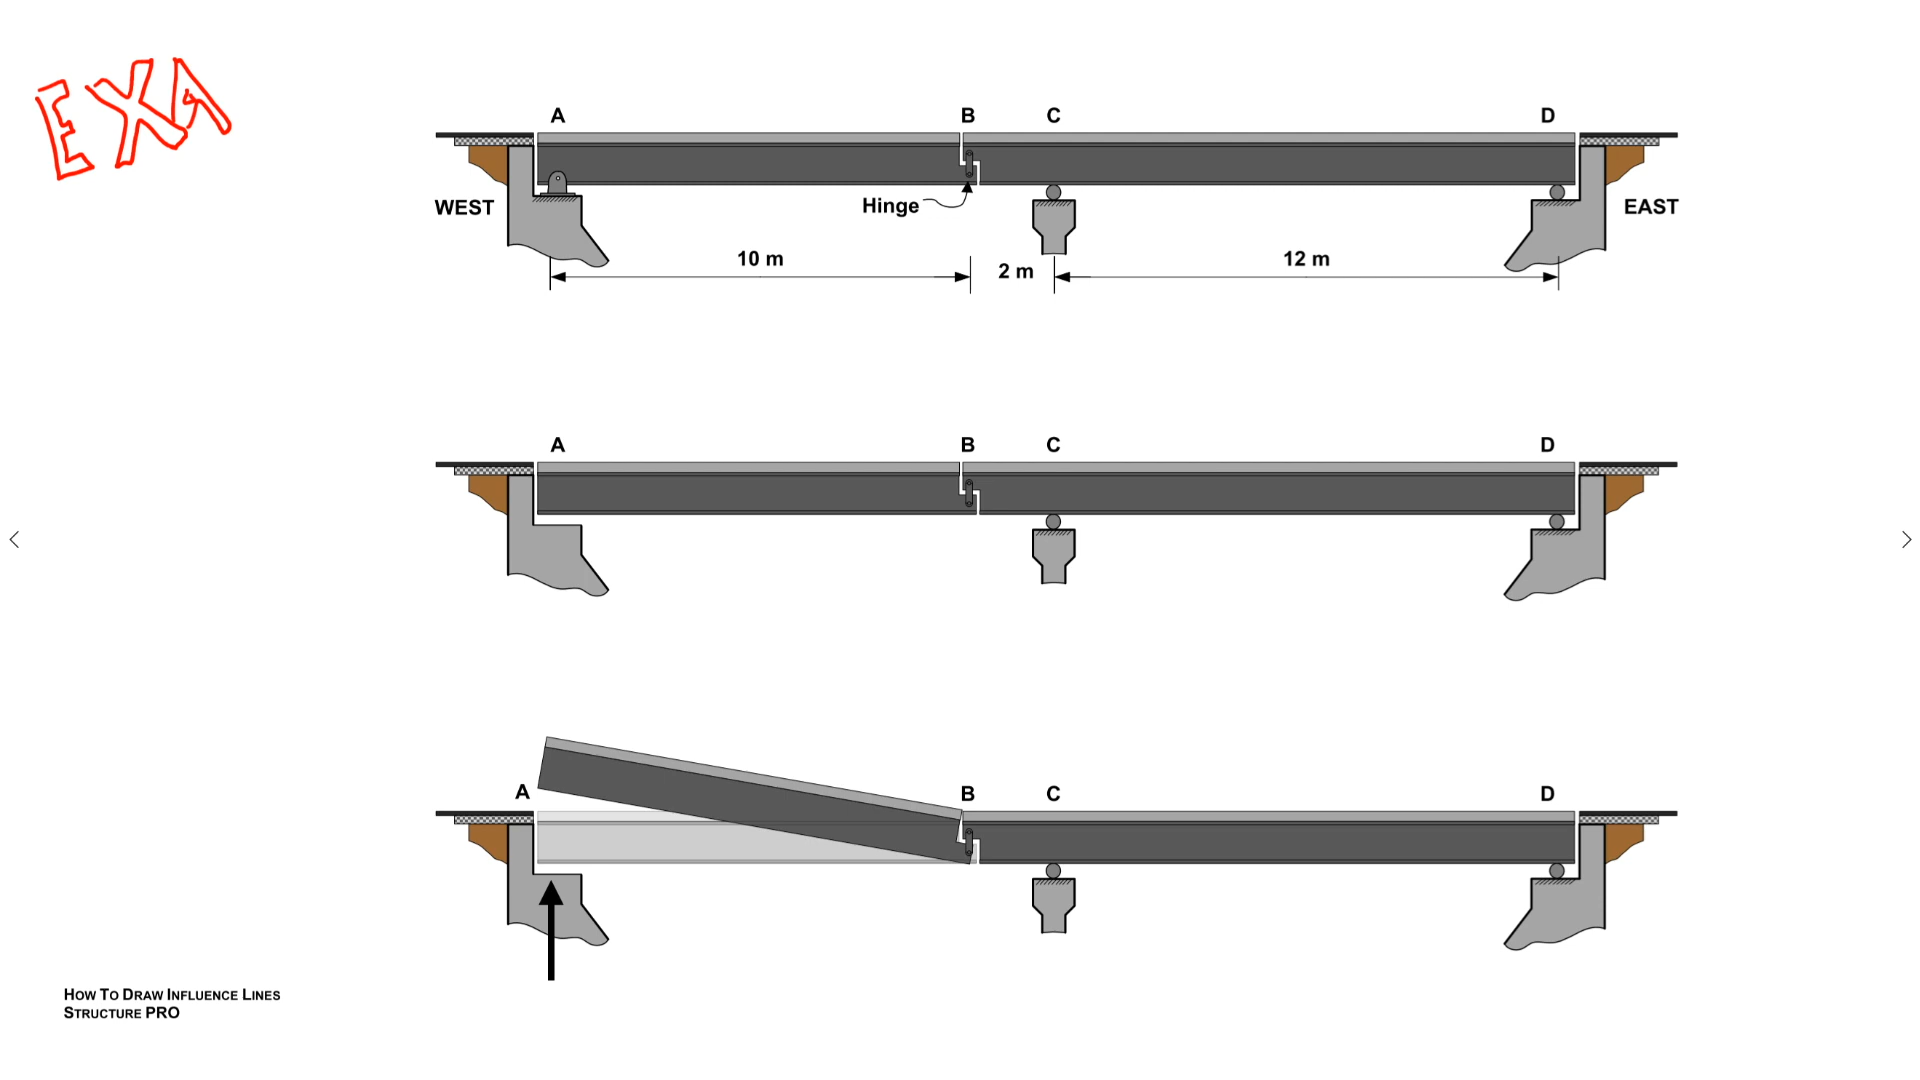 EXA
A B C D
WEST
Hinge
EAST
10 m
2 m
12 m
A B C D
A B C D
HOW TO DRAW INFLUENCE LINES
STRUCTURE PRO